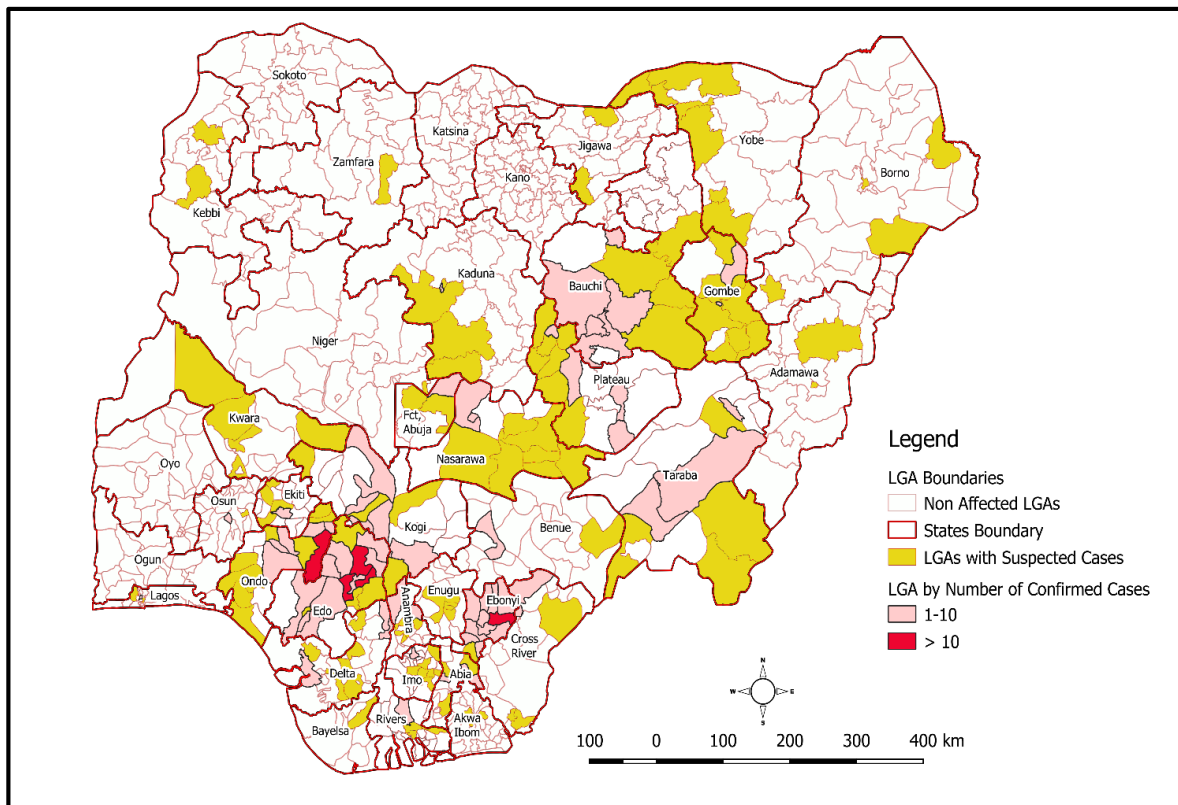 Sokoto
Katsina
Jigawa
Yobe
Zamfara
Kano
Borno
Kebbi
Kaduna
Bauchi
Gombe
Niger
Plateau
Adamawa
Fct,
Abuja
Kwara
Nasarawa
Oyo
Taraba
Osun
Ekiti
Kogi
Benue
Ogun
Ondo
Lagos
Edo
Anambra
Enugu
Ebonyi
Cross
River
Delta
Imo
Abia
Bayelsa
Rivers
Akwa
Ibom
Legend
LGA Boundaries
Non Affected LGAs
States Boundary
LGAs with Suspected Cases
LGA by Number of Confirmed Cases
1-10
> 10
N
W E
S
100 0 100 200 300 400 km